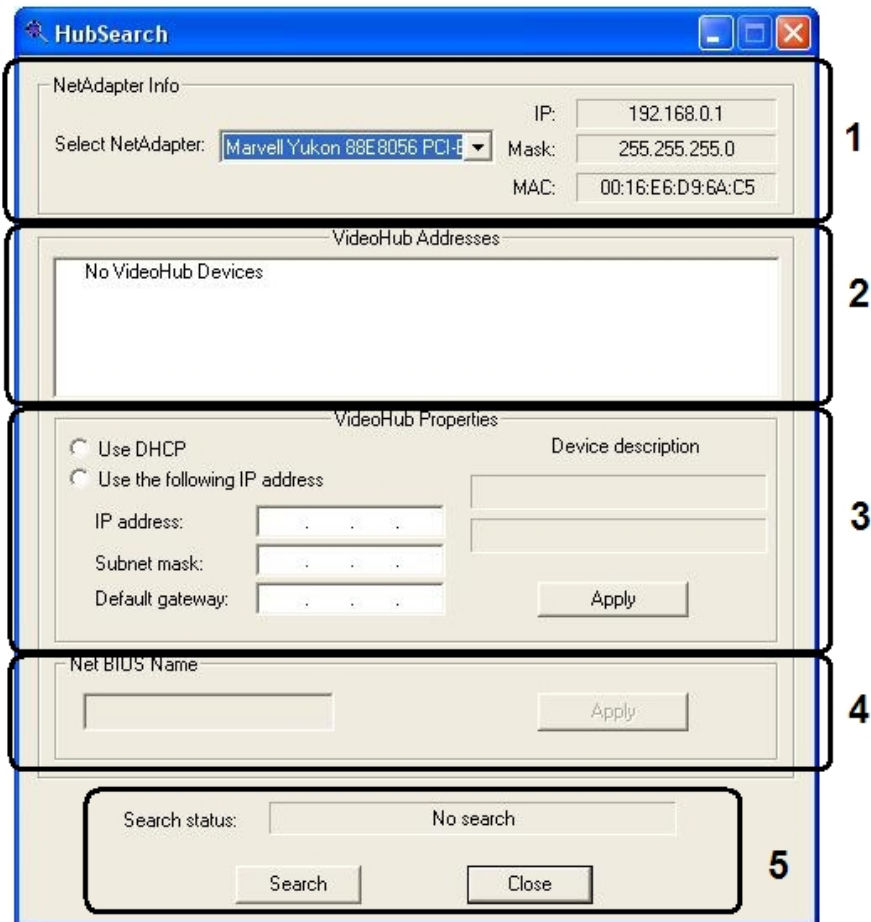 HubSearch
NetAdapter Info
IP: 192.168.0.1
Select NetAdapter: Marvell Yukon 88E8056 PCI-E Mask: 255.255.255.0
MAC: 00:16:E6:D9:6A:C5
1
VideoHub Addresses
No VideoHub Devices
2
VideoHub Properties
Use DHCP Device description
Use the following IP address
IP address: . . .
Subnet mask: . . .
Default gateway: . . . Apply
3
Net BIOS Name
Apply
4
Search status: No search
Search Close
5